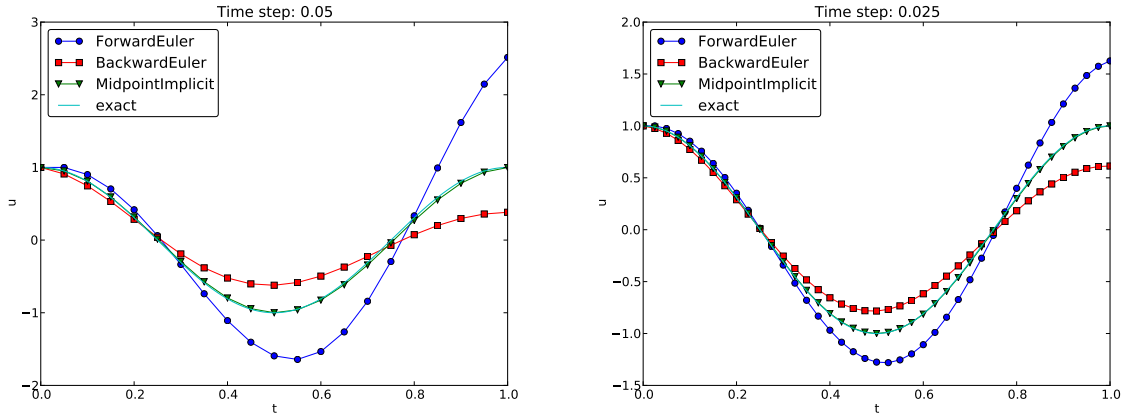 Time step: 0.05
ForwardEuler
BackwardEuler
MidpointImplicit
exact
3
2
1
0
−1
−2
u
0.0 0.2 0.4 0.6 0.8 1.0
t
Time step: 0.025
ForwardEuler
BackwardEuler
MidpointImplicit
exact
2.0
1.5
1.0
0.5
0.0
−0.5
−1.0
−1.5
u
0.0 0.2 0.4 0.6 0.8 1.0
t